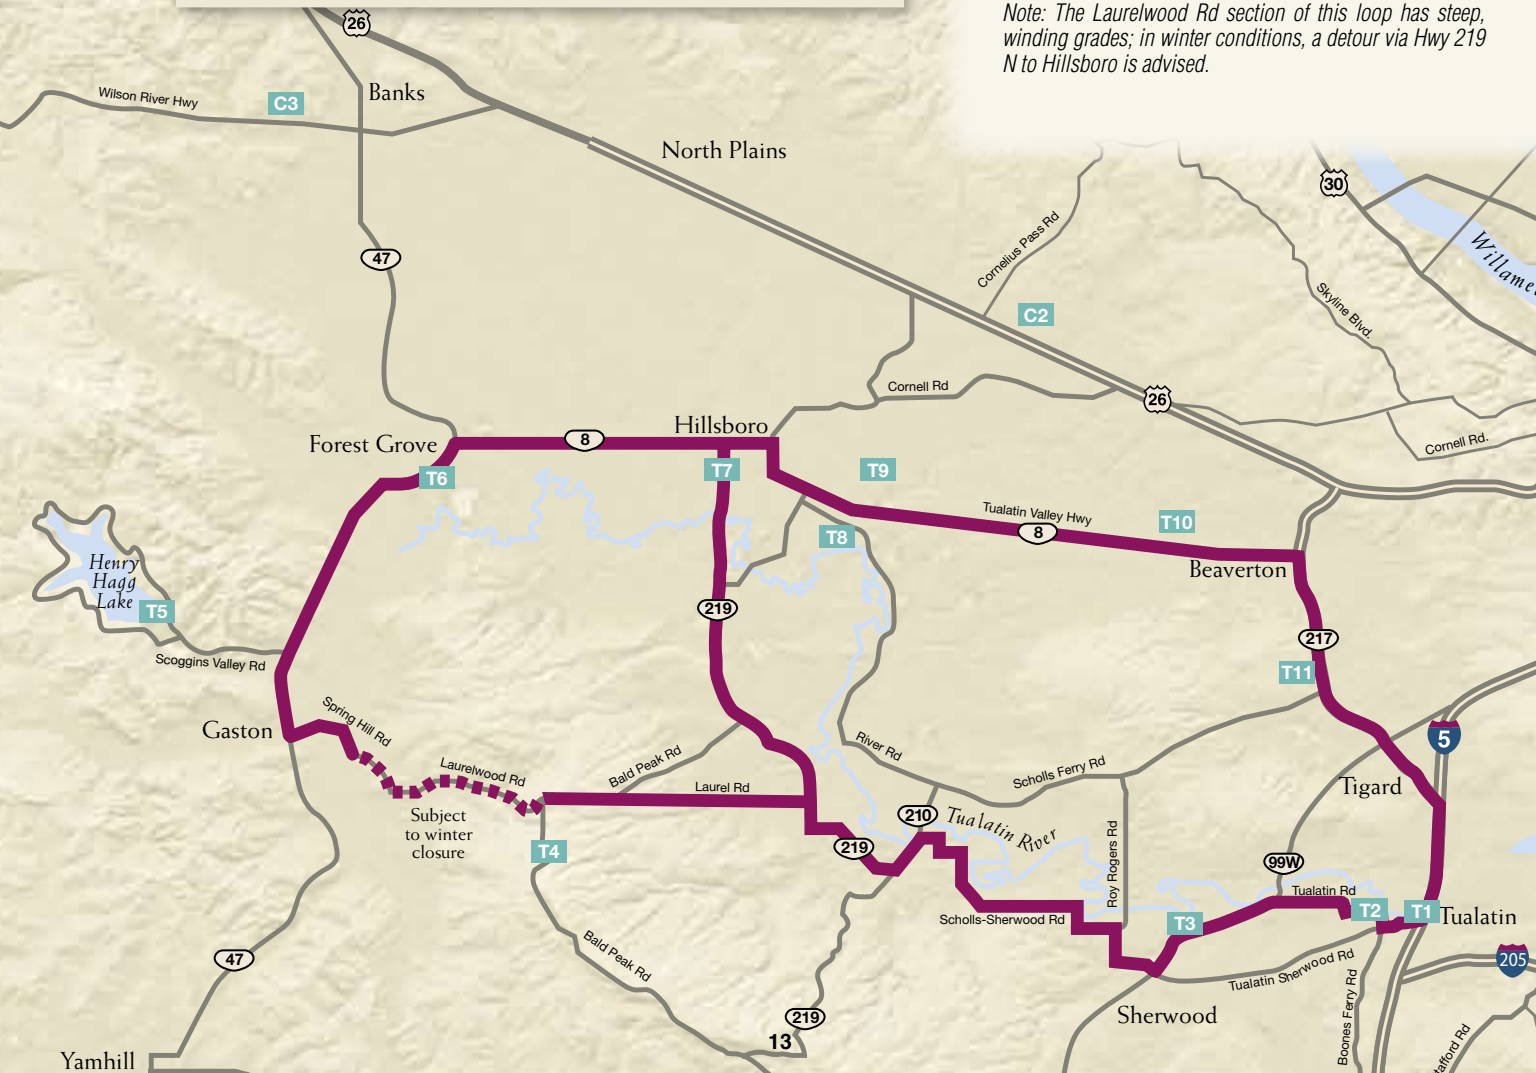 Note: The Laurelwood Rd section of this loop has steep,
winding grades; in winter conditions, a detour via Hwy 219
N to Hillsboro is advised.
26
Banks
Wilson River Hwy
C3
North Plains
30
Willame
Cornelius Pass Rd
47
Skyline Blvd.
C2
Cornell Rd
26
Hillsboro
Forest Grove
8
Cornell Rd.
T6
T7
T9
Tualatin Valley Hwy
8
T10
T8
Beaverton
Henry
Hagg
Lake
T5
219
217
Scoggins Valley Rd
T11
Spring Hill Rd
Gaston
River Rd
5
Laurelwood Rd
Bald Peak Rd
Laurel Rd
Scholls Ferry Rd
Tigard
Subject
to winter
closure
210
Tualatin River
T4
219
Roy Rogers Rd
99W
Tualatin Rd
Scholls-Sherwood Rd
T3
T2
T1
Tualatin
47
Bald Peak Rd
Tualatin Sherwood Rd
205
Sherwood
219
13
Boones Ferry Rd
tafford Rd
Yamhill